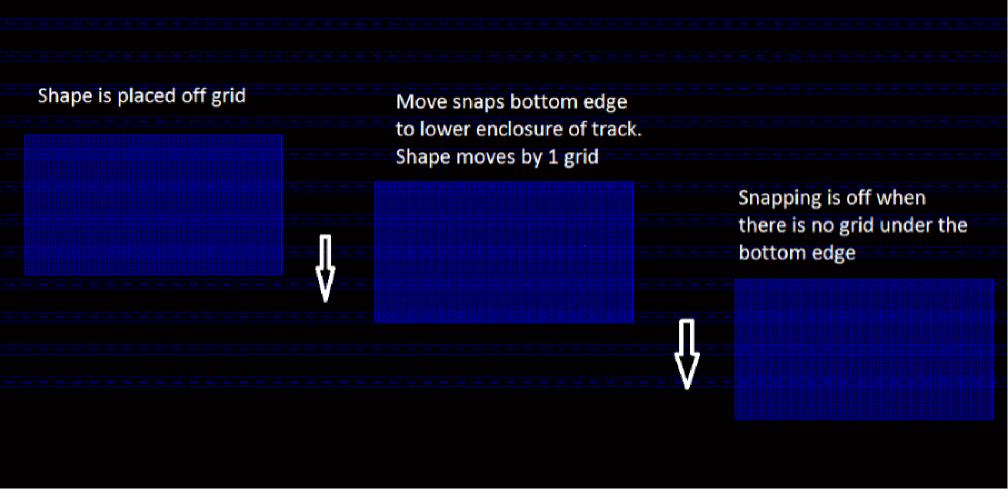 Shape is placed off grid
Move snaps bottom edge
to lower enclosure of track.
Shape moves by 1 grid
Snapping is off when
there is no grid under the
bottom edge